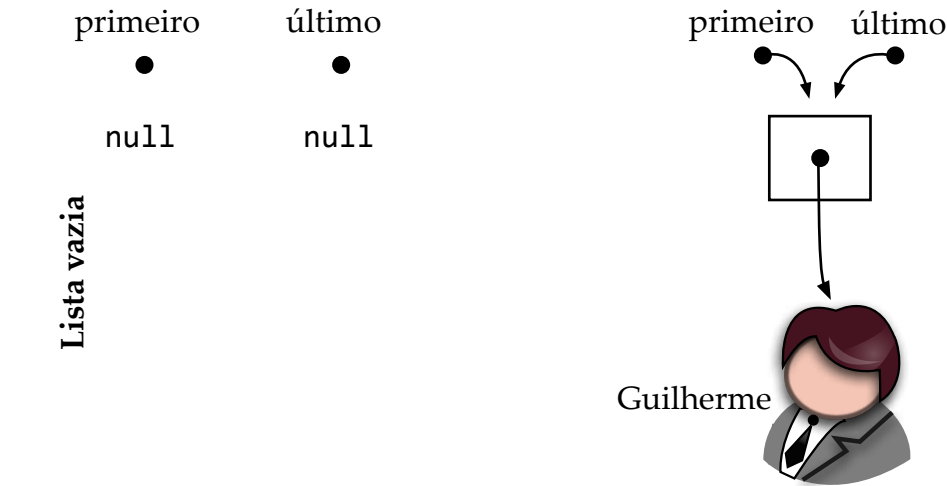 primeiro último
null null
Lista vazia
primeiro último
Guilherme